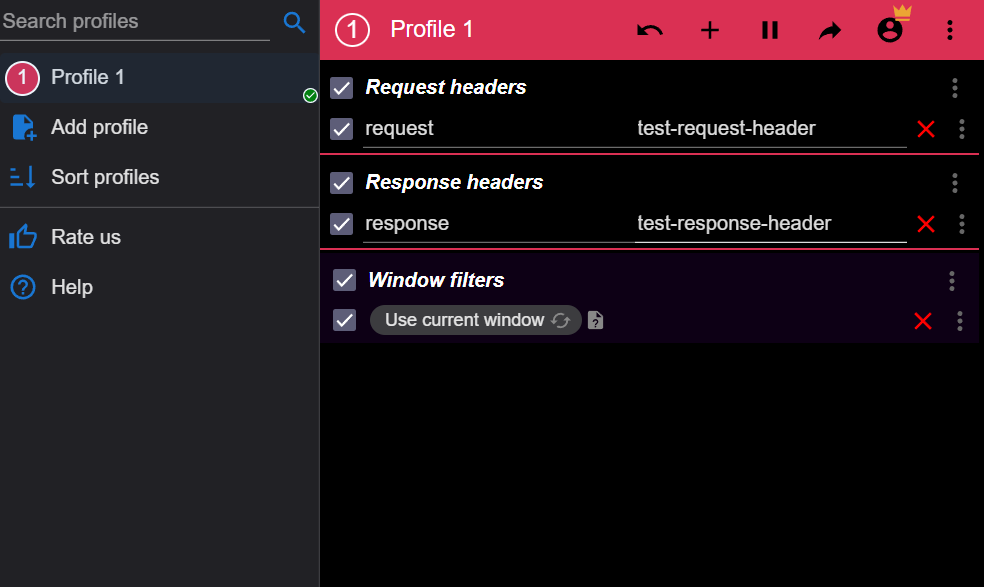 Search profiles
1 Profile 1
Add profile
Sort profiles
Rate us
Help
1 Profile 1
Request headers
request test-request-header
Response headers
response test-response-header
Window filters
Use current window ?